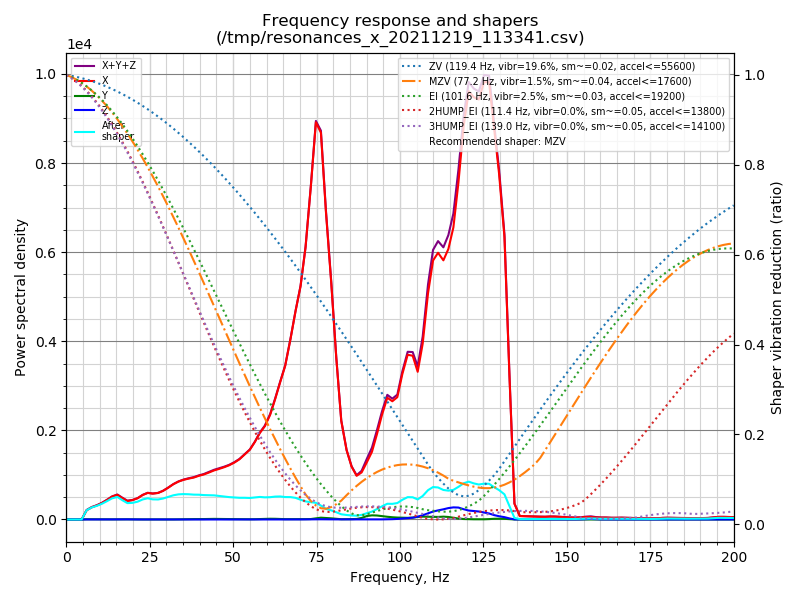 Frequency response and shapers
(/tmp/resonances_x_20211219_113341.csv)
1e4
X+Y+Z
X
Y
Z
After
shaper
ZV (119.4 Hz, vibr=19.6%, sm~=0.02, accel<=55600)
MZV (77.2 Hz, vibr=1.5%, sm~=0.04, accel<=17600)
EI (101.6 Hz, vibr=2.5%, sm~=0.03, accel<=19200)
2HUMP_EI (111.4 Hz, vibr=0.0%, sm~=0.05, accel<=13800)
3HUMP_EI (139.0 Hz, vibr=0.0%, sm~=0.05, accel<=14100)
Recommended shaper: MZV
Power spectral density
1.0
0.8
0.6
0.4
0.2
0.0
1.0
0.8
0.6
0.4
0.2
0.0
Shaper vibration reduction (ratio)
0 25 50 75 100 125 150 175 200
Frequency, Hz